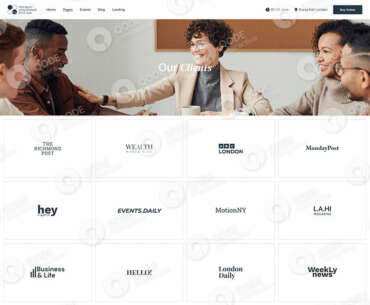 Home Pages Events Blog Landing
Buy Theme
Our Clients
THE
RICHMOND
POST
WEALTH
BBC
LONDON
MondayPost
hey
EVENTS.DAILY
MotionNY
L.A.HI
MAGAZINE
Business
& Life
HELLO!
London
Daily
WeekLy
news